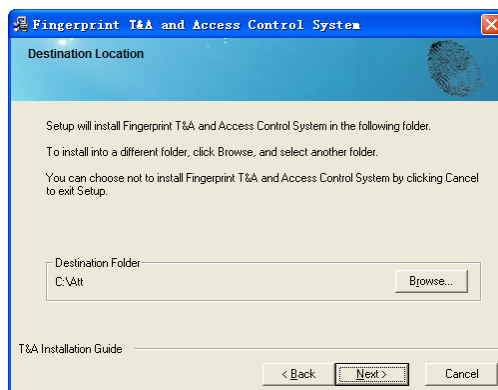 Fingerprint T&A and Access Control System
Destination Location
Setup will install Fingerprint T&A and Access Control System in the following folder.
To install into a different folder, click Browse, and select another folder.
You can choose not to install Fingerprint T&A and Access Control System by clicking Cancel
to exit Setup.
Destination Folder
C:\Att
Browse...
T&A Installation Guide
< Back
Next >
Cancel